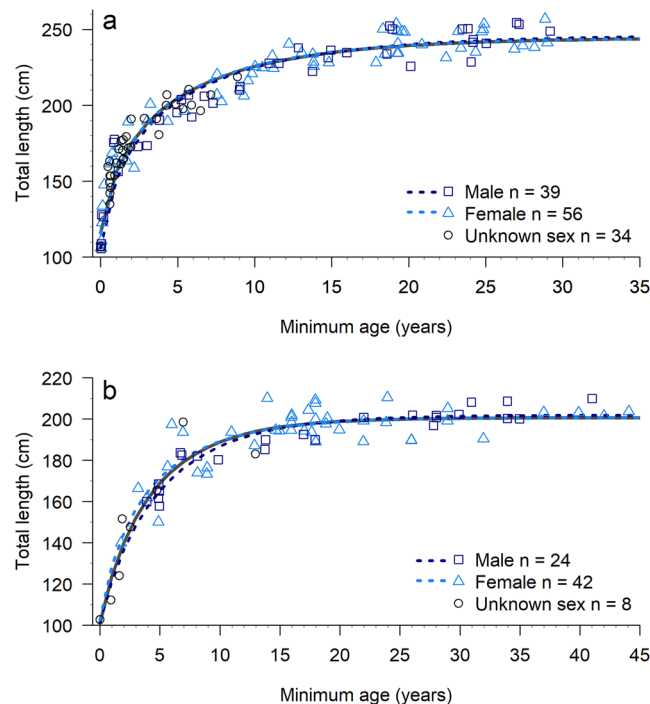 a
250
200
150
100
Total length (cm)
Male n = 39
Female n = 56
Unknown sex n = 34
0 5 10 15 20 25 30 35
Minimum age (years)
b
220
200
180
160
140
120
100
Total length (cm)
Male n = 24
Female n = 42
Unknown sex n = 8
0 5 10 15 20 25 30 35 40 45
Minimum age (years)